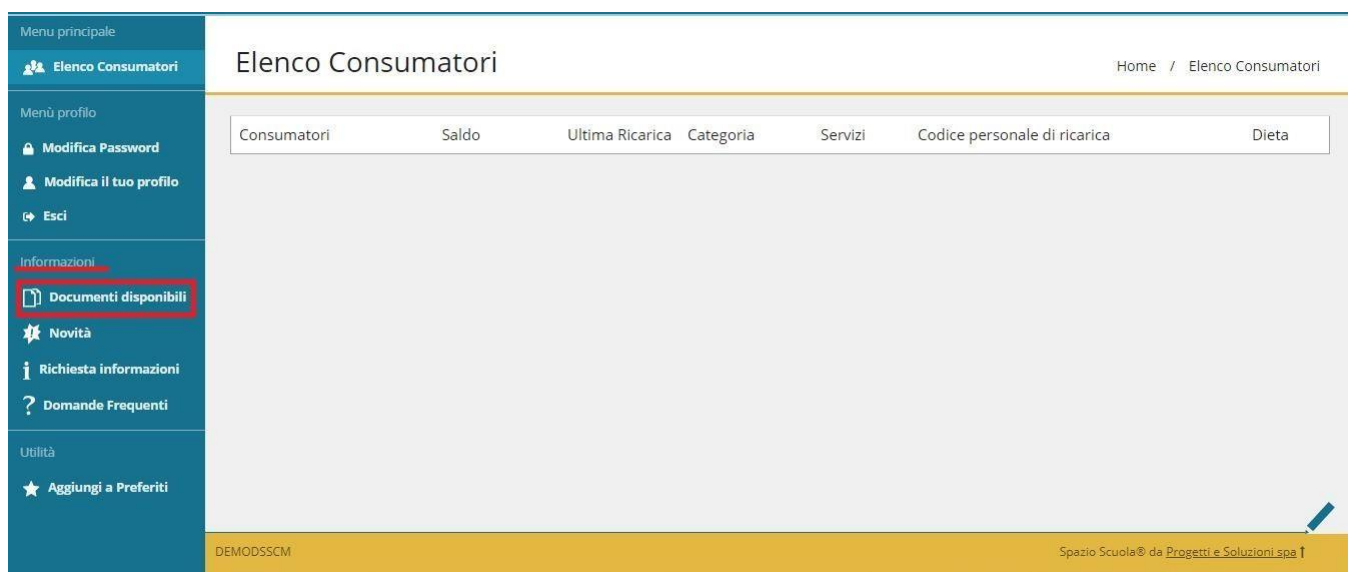 Menu principale
Elenco Consumatori
Menù profilo
Modifica Password
Modifica il tuo profilo
Esci
Informazioni
Documenti disponibili
Novità
Richiesta informazioni
Domande Frequenti
Utilità
Aggiungi a Preferiti
Elenco Consumatori
Home / Elenco Consumatori
Consumatori Saldo Ultima Ricarica Categoria Servizi Codice personale di ricarica Dieta
DEMODSSCM
Spazio Scuola® da Progetti e Soluzioni spa